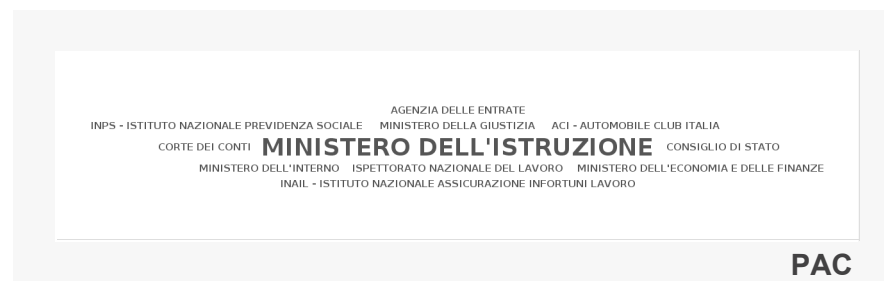 AGENZIA DELLE ENTRATE
INPS - ISTITUTO NAZIONALE PREVIDENZA SOCIALE MINISTERO DELLA GIUSTIZIA ACI - AUTOMOBILE CLUB ITALIA
CORTE DEI CONTI MINISTERO DELL'ISTRUZIONE CONSIGLIO DI STATO
MINISTERO DELL'INTERNO ISPETTORATO NAZIONALE DEL LAVORO MINISTERO DELL'ECONOMIA E DELLE FINANZE
INAIL - ISTITUTO NAZIONALE ASSICURAZIONE INFORTUNI LAVORO
PAC